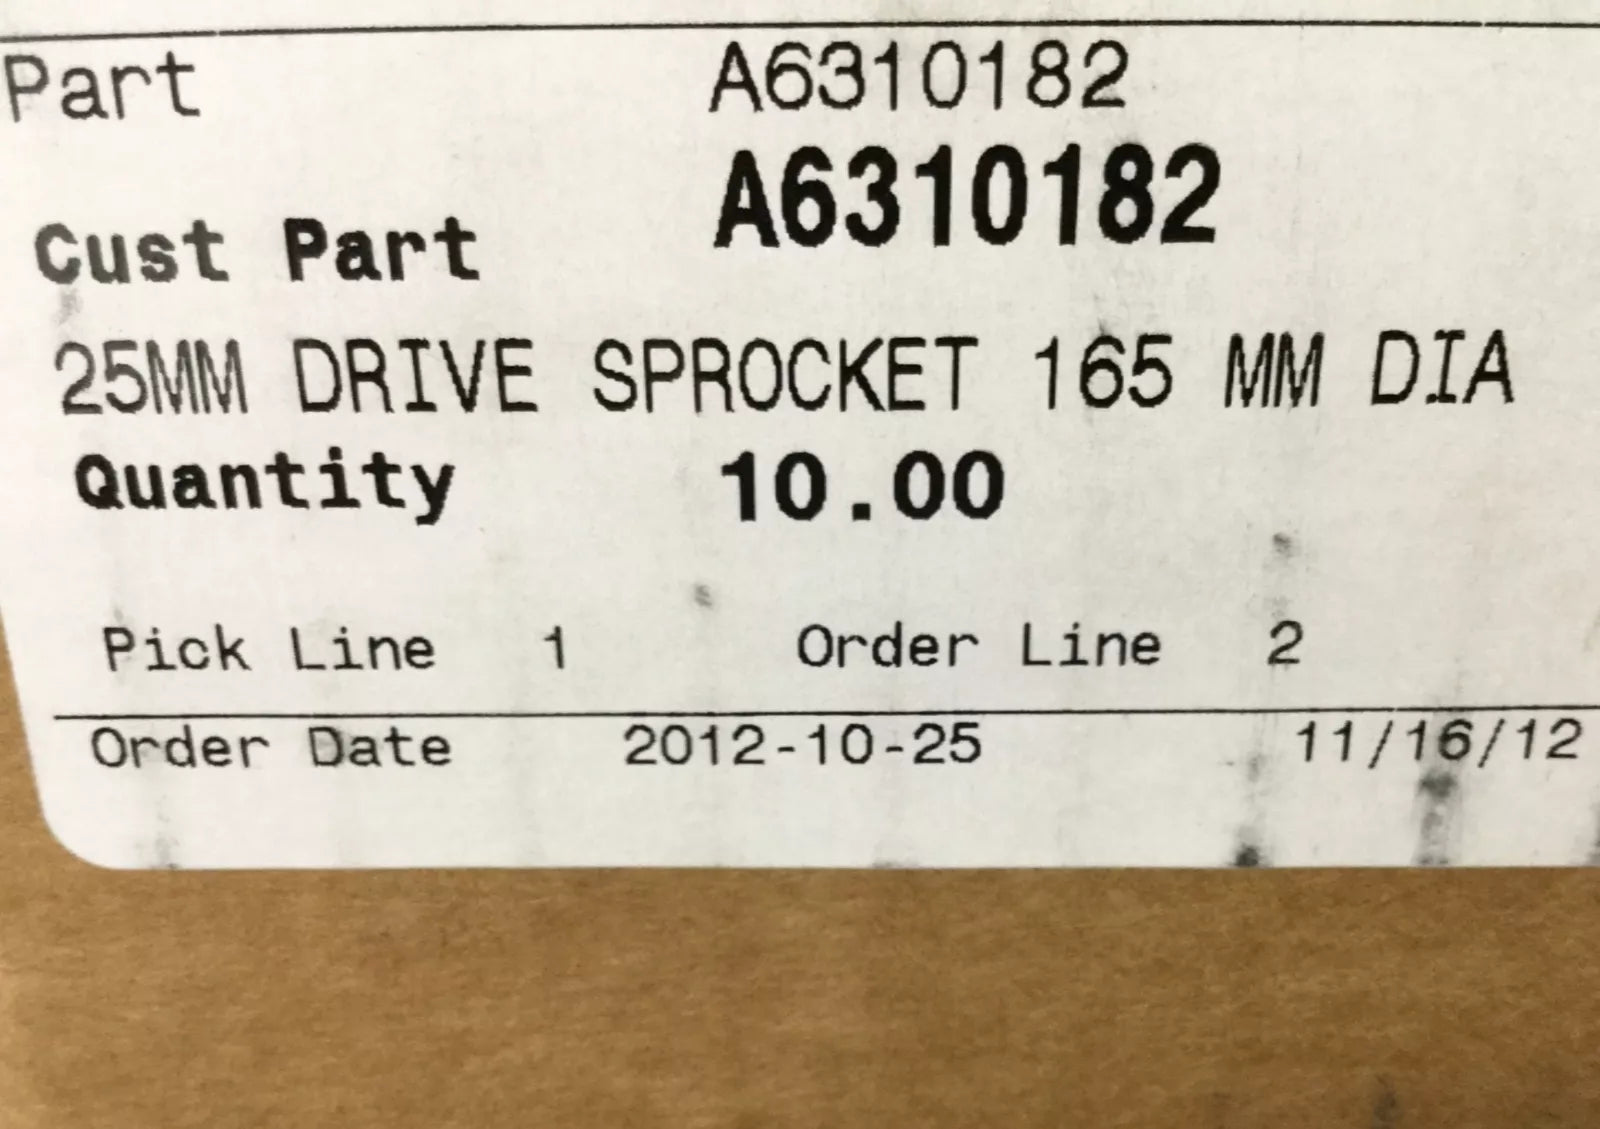 Part A6310182
Cust Part A6310182
25MM DRIVE SPROCKET 165 MM DIA
Quantity 10.00
Pick Line 1 Order Line 2
Order Date 2012-10-25 11/16/12